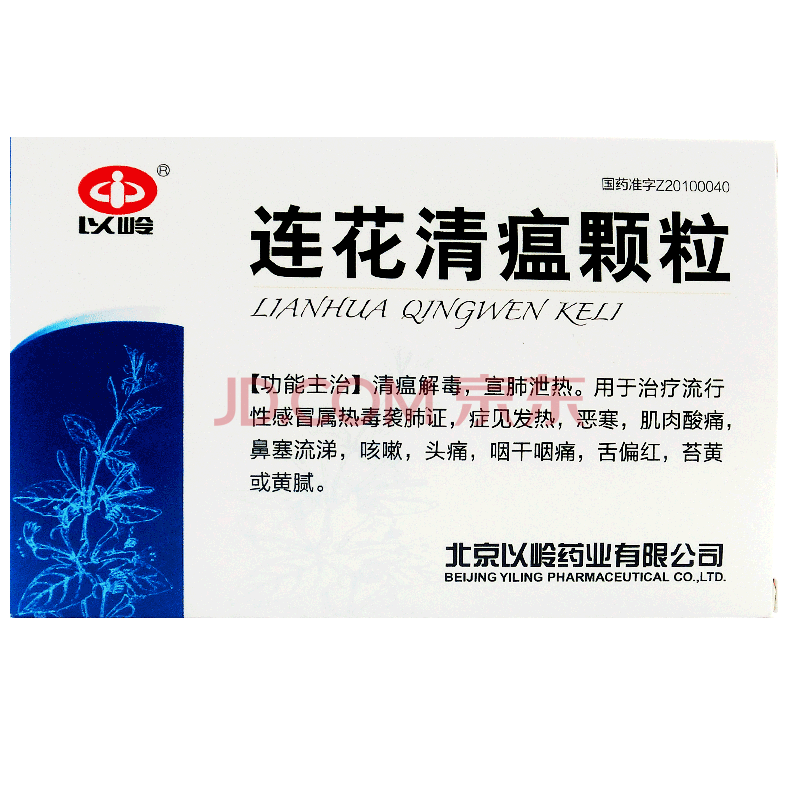 以岭®
国药准字Z20100040
连花清瘟颗粒
LIANHUA QINGWEN KELI
【功能主治】清瘟解毒，宣肺泄热。用于治疗流行
性感冒属热毒袭肺证，症见发热，恶寒，肌肉酸痛，
鼻塞流涕，咳嗽，头痛，咽干咽痛，舌偏红，苔黄
或黄腻。
JD.COM 京东
北京以岭药业有限公司
BEIJING YILING PHARMACEUTICAL CO.,LTD.